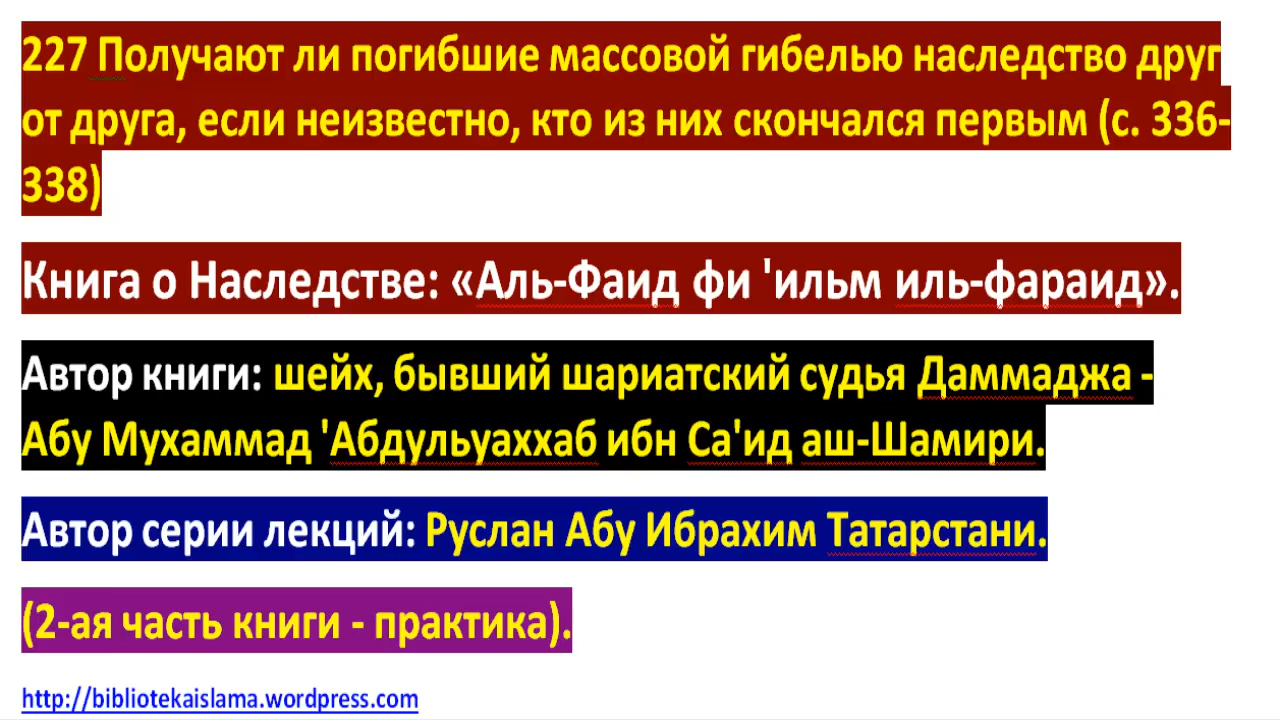 227 Получают ли погибшие массовой гибелью наследство друг
от друга, если неизвестно, кто из них скончался первым (с. 336-
338)
Книга о Наследстве: «Аль-Фаид фи 'ильм иль-фараид».
Автор книги: шейх, бывший шариатский судья Даммаджа -
Абу Мухаммад 'Абдульуаххаб ибн Са'ид аш-Шамири.
Автор серии лекций: Руслан Абу Ибрахим Татарстани.
(2-ая часть книги - практика).
http://bibliotekaislama.wordpress.com